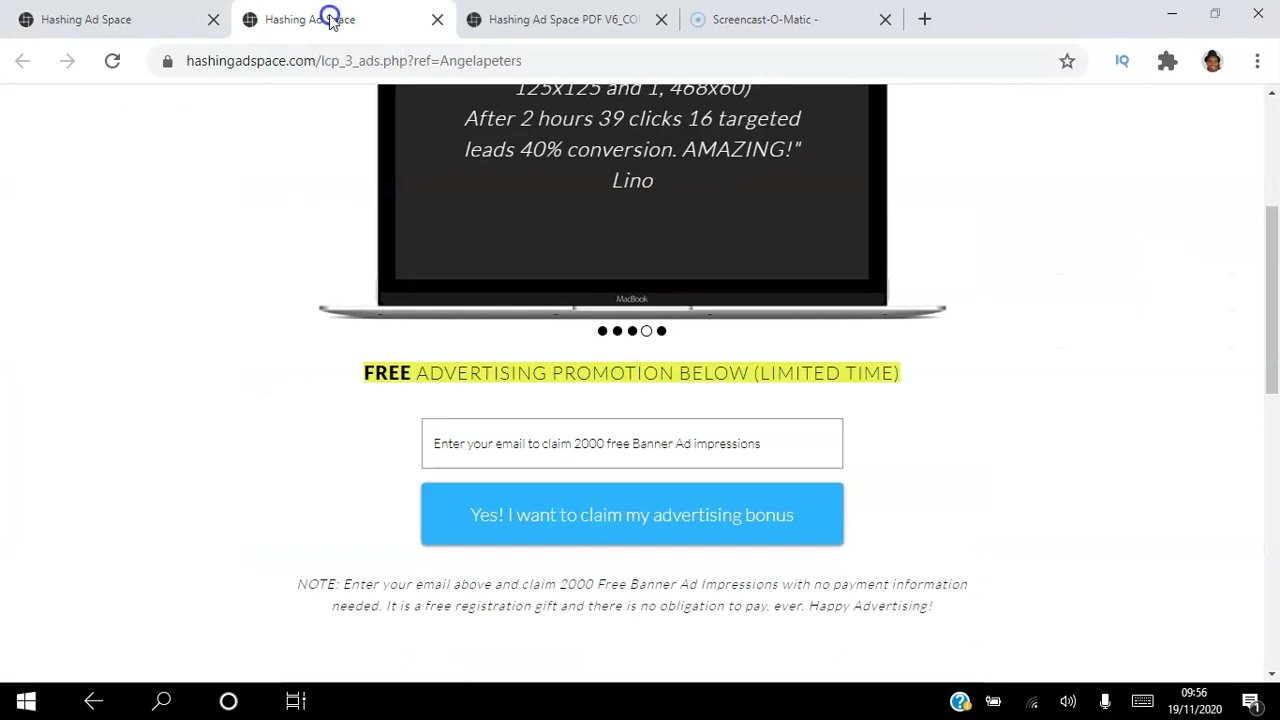 Hashing Ad Space
Hashing Ad Space
Hashing Ad Space PDF V6_CO
Screencast-O-Matic -
hashingadspace.com/lcp_3_ads.php?ref=Angelapeters
IQ
125x125 and 1, 468x60)
After 2 hours 39 clicks 16 targeted
leads 40% conversion. AMAZING!"
Lino
MacBook
FREE ADVERTISING PROMOTION BELOW (LIMITED TIME)
Enter your email to claim 2000 free Banner Ad impressions
Yes! I want to claim my advertising bonus
NOTE: Enter your email above and claim 2000 Free Banner Ad Impressions with no payment information
needed. It is a free registration gift and there is no obligation to pay, ever. Happy Advertising!
09:56
19/11/2020
1